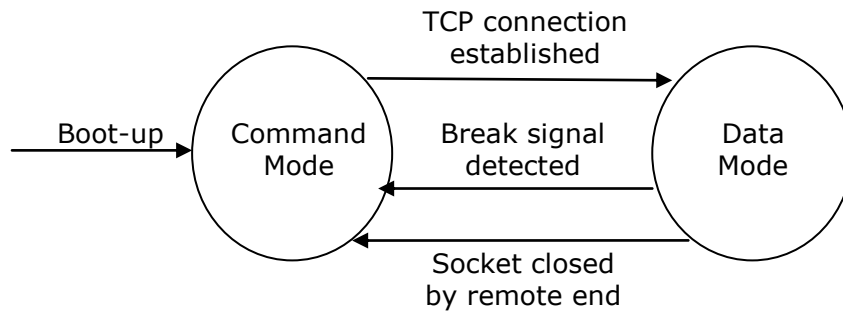 TCP connection
established
Boot-up
Command
Mode
Break signal
detected
Data
Mode
Socket closed
by remote end